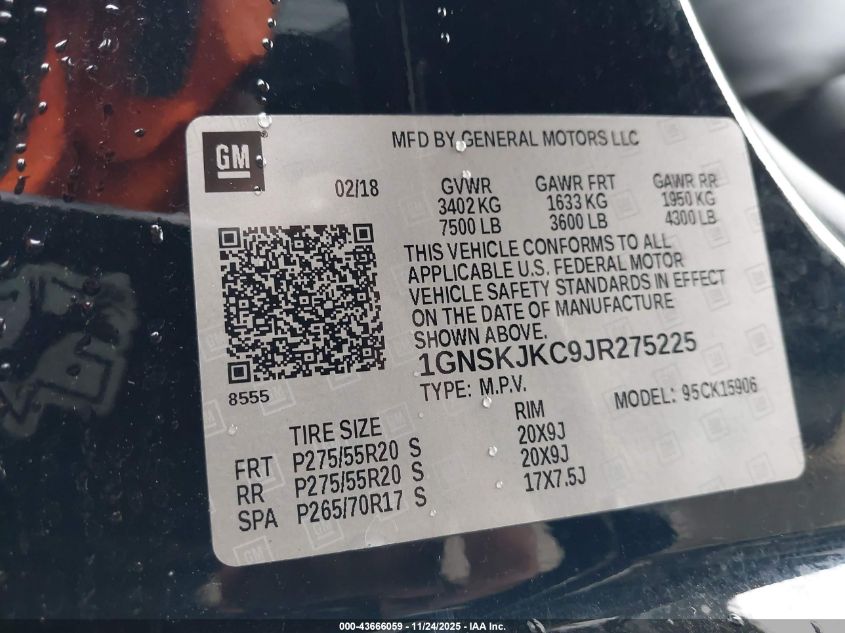 GM
MFD BY GENERAL MOTORS LLC
02/18
GVWR GAWR FRT GAWR RR
3402 KG 1633 KG 1950 KG
7500 LB 3600 LB 4300 LB
THIS VEHICLE CONFORMS TO ALL
APPLICABLE U.S. FEDERAL MOTOR
VEHICLE SAFETY STANDARDS IN EFFECT
ON THE DATE OF MANUFACTURE
SHOWN ABOVE.
1GNSKJKC9JR275225
8555
TYPE: M.P.V. MODEL: 95CK15906
TIRE SIZE RIM
FRT P275/55R20 S 20X9J
RR P275/55R20 S 20X9J
SPA P265/70R17 S 17X7.5J
000-43666059 - 11/24/2025 - IAA Inc.